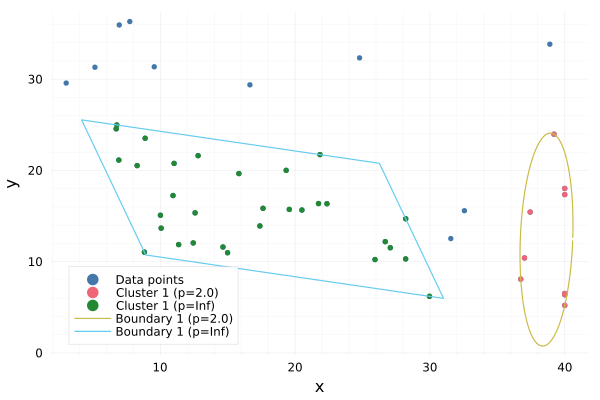 30
20
10
0
y
10
20
30
40
x
Data points
Cluster 1 (p=2.0)
Cluster 1 (p=Inf)
Boundary 1 (p=2.0)
Boundary 1 (p=Inf)